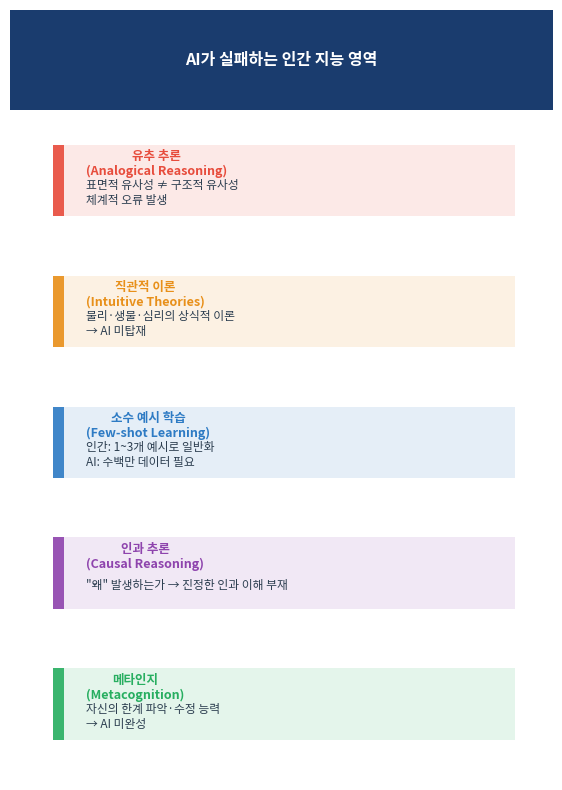 AI가 실패하는 인간 지능 영역
유추 추론
(Analogical Reasoning)
표면적 유사성 ≠ 구조적 유사성
체계적 오류 발생
직관적 이론
(Intuitive Theories)
물리·생물·심리의 상식적 이론
→ AI 미탑재
소수 예시 학습
(Few-shot Learning)
인간: 1~3개 예시로 일반화
AI: 수백만 데이터 필요
인과 추론
(Causal Reasoning)
"왜" 발생하는가 → 진정한 인과 이해 부재
메타인지
(Metacognition)
자신의 한계 파악·수정 능력
→ AI 미완성